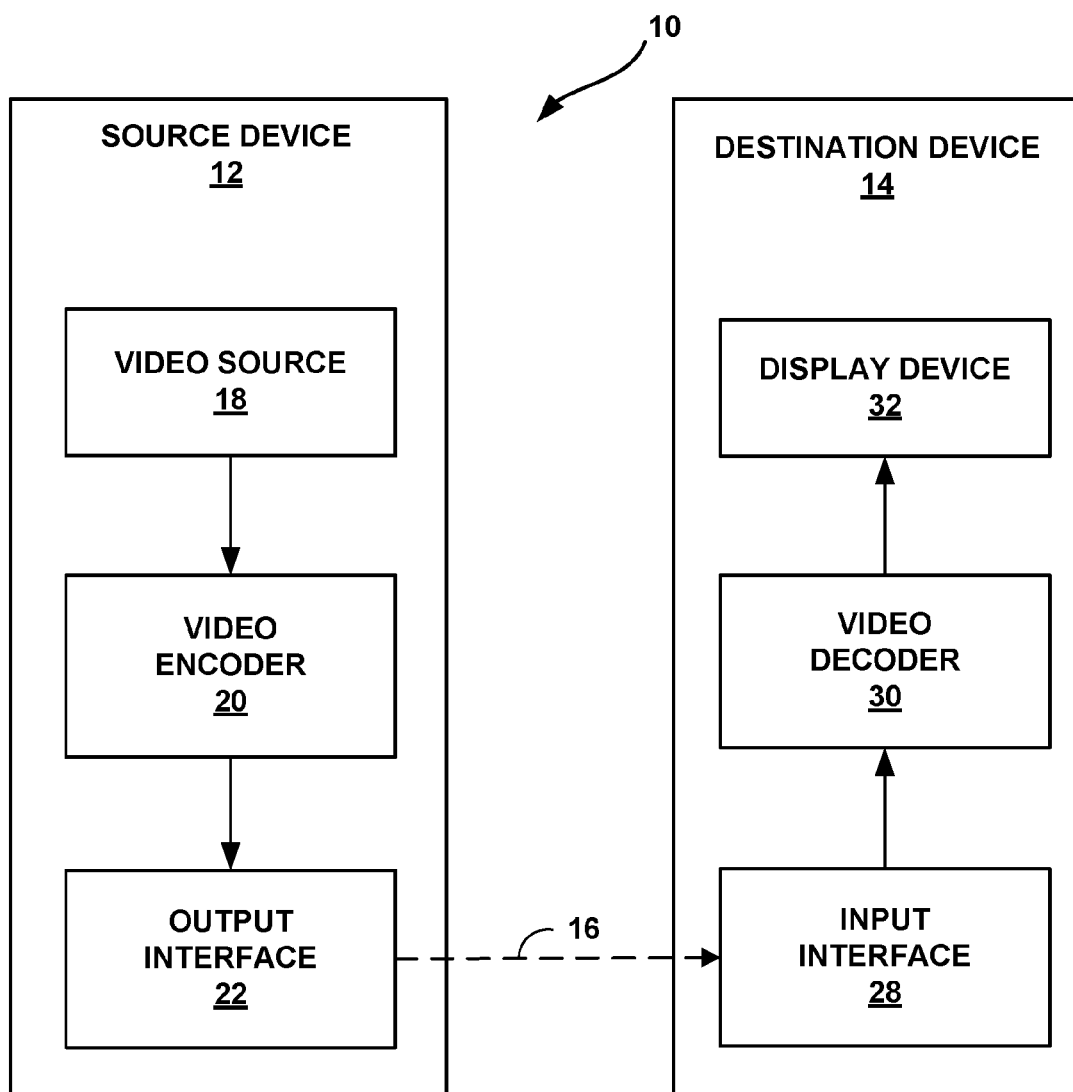 10
SOURCE DEVICE
12
VIDEO SOURCE
18
VIDEO
ENCODER
20
OUTPUT
INTERFACE
22
16
DESTINATION DEVICE
14
DISPLAY DEVICE
32
VIDEO
DECODER
30
INPUT
INTERFACE
28